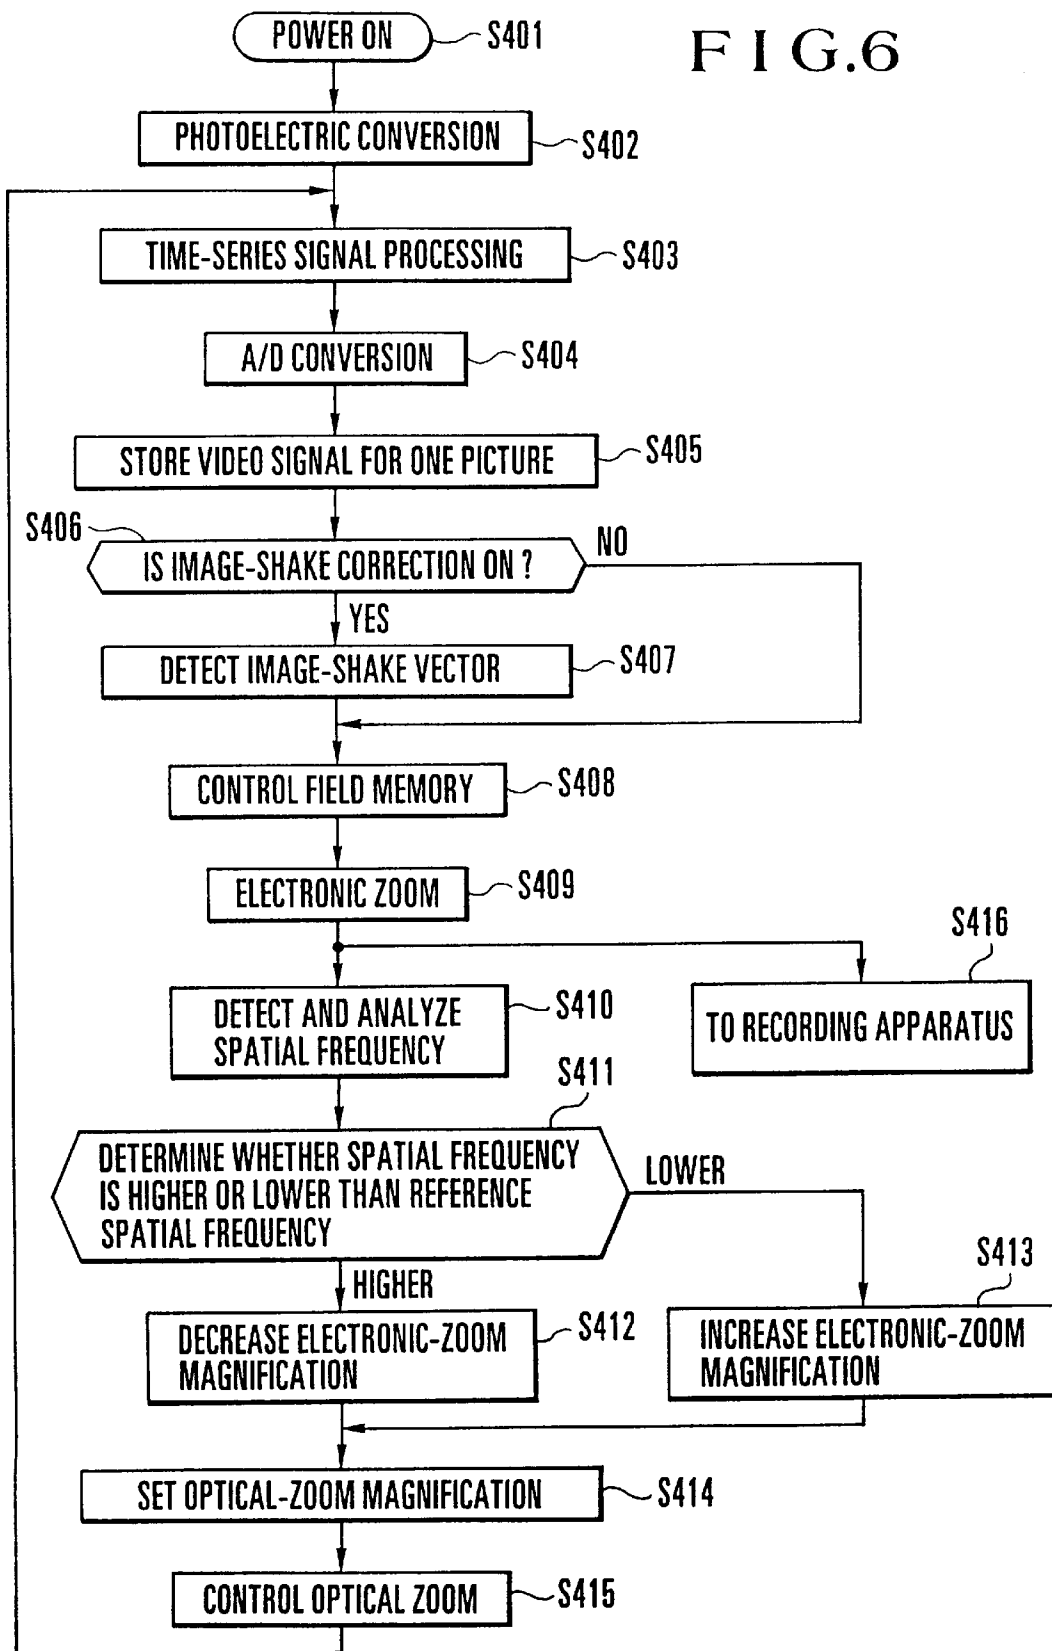 FIG.6
POWER ON
S401
PHOTOELECTRIC CONVERSION
S402
TIME-SERIES SIGNAL PROCESSING
S403
A/D CONVERSION
S404
STORE VIDEO SIGNAL FOR ONE PICTURE
S405
S406
IS IMAGE-SHAKE CORRECTION ON ?
NO
YES
DETECT IMAGE-SHAKE VECTOR
S407
CONTROL FIELD MEMORY
S408
ELECTRONIC ZOOM
S409
S416
TO RECORDING APPARATUS
DETECT AND ANALYZE
SPATIAL FREQUENCY
S410
S411
DETERMINE WHETHER SPATIAL FREQUENCY
IS HIGHER OR LOWER THAN REFERENCE
SPATIAL FREQUENCY
LOWER
HIGHER
DECREASE ELECTRONIC-ZOOM
MAGNIFICATION
S412
S413
INCREASE ELECTRONIC-ZOOM
MAGNIFICATION
SET OPTICAL-ZOOM MAGNIFICATION
S414
CONTROL OPTICAL ZOOM
S415